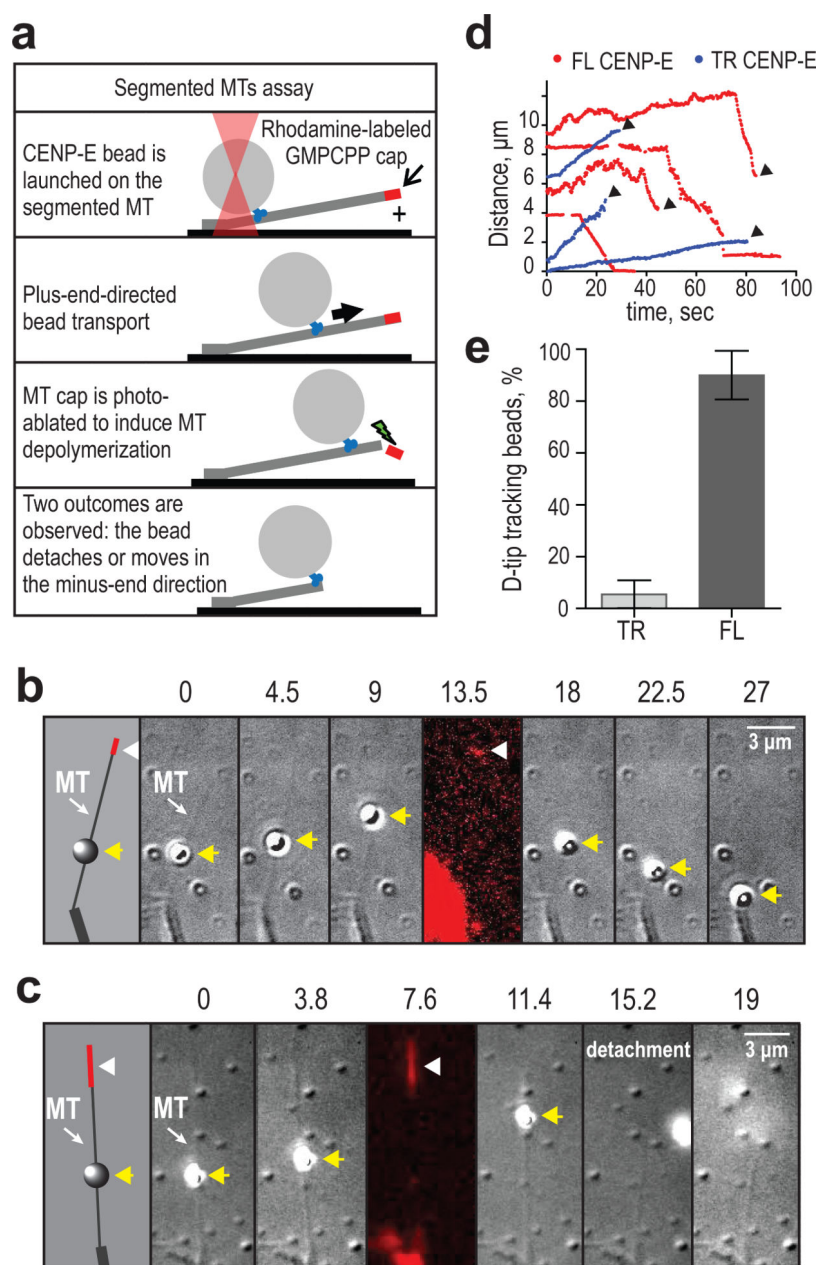 a
Segmented MTs assay
CENP-E bead is
launched on the
segmented MT
Rhodamine-labeled
GMPCPP cap
+
Plus-end-directed
bead transport
MT cap is photo-
ablated to induce MT
depolymerization
Two outcomes are
observed: the bead
detaches or moves in
the minus-end direction
d
FL CENP-E TR CENP-E
Distance, µm
10
8
6
4
2
0
0 20 40 60 80 100
time, sec
e
D-tip tracking beads, %
100
80
60
40
20
0
TR FL
b
0 4.5 9 13.5 18 22.5 27
MT MT 3 µm
c
0 3.8 7.6 11.4 15.2 19
detachment 3 µm
MT MT